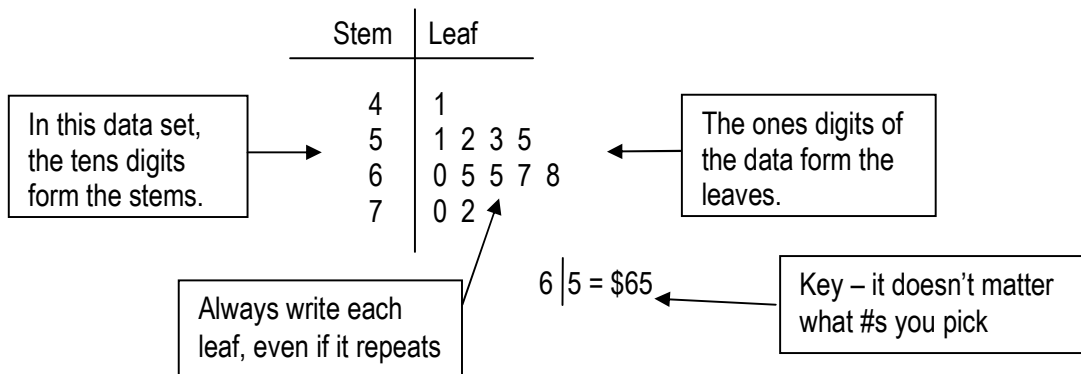 Stem Leaf
4 1
5 1 2 3 5
6 0 5 5 7 8
7 0 2
In this data set,
the tens digits
form the stems.
The ones digits of
the data form the
leaves.
Always write each
leaf, even if it repeats
6|5 = $65
Key – it doesn’t matter
what #s you pick